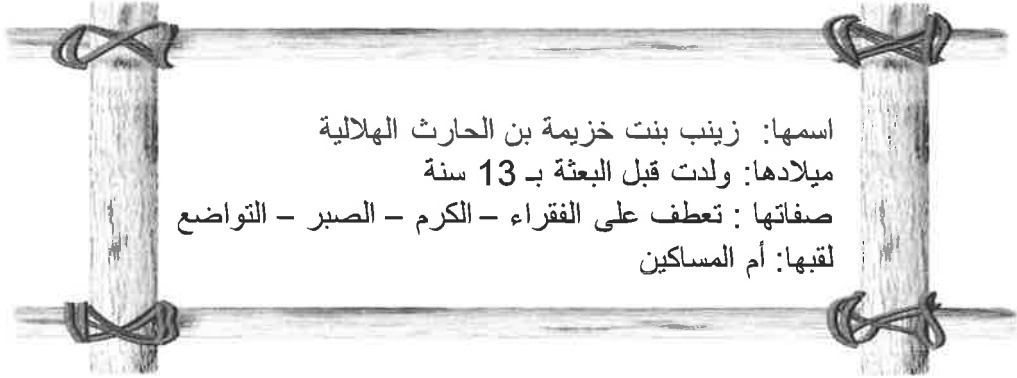 اسمها: زينب بنت خزيمة بن الحارث الهلالية
ميلادها: ولدت قبل البعثة بـ 13 سنة
صفاتها : تعطف على الفقراء – الكرم – الصبر – التواضع
لقبها: أم المساكين